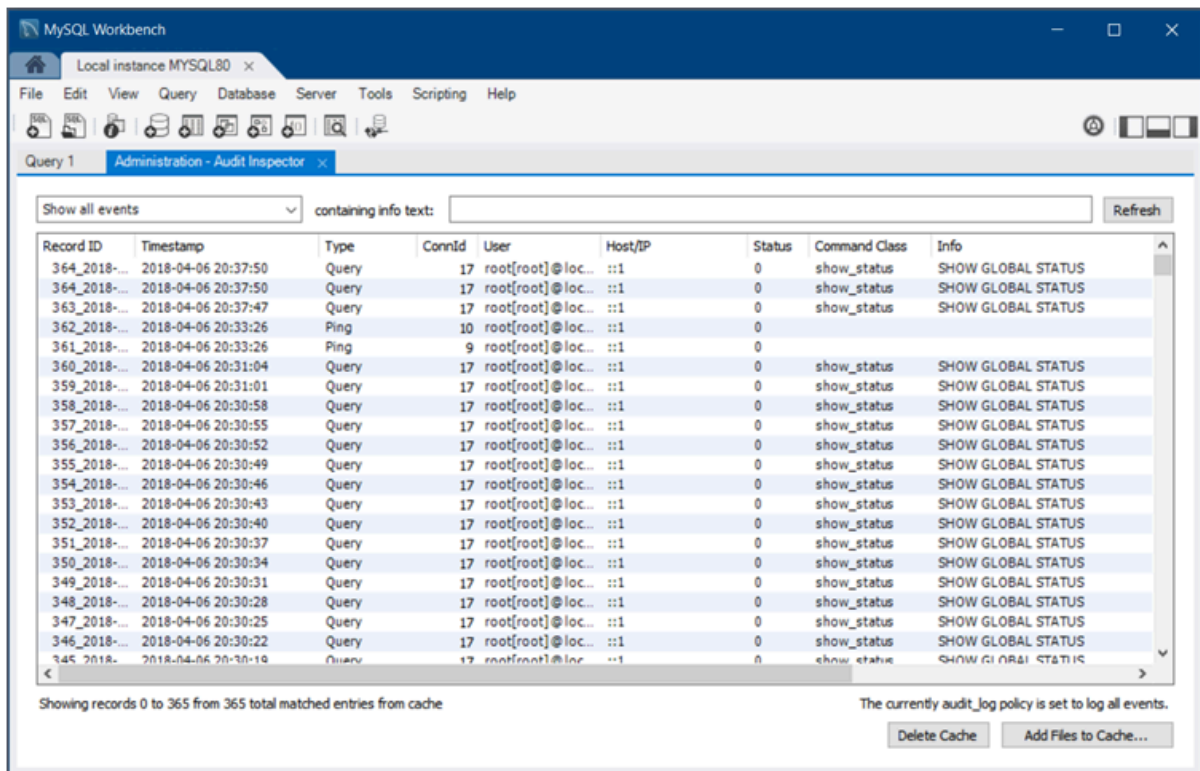 MySQL Workbench
Local instance MYSQL80
File Edit View Query Database Server Tools Scripting Help
SQL SQL
Query 1 Administration - Audit Inspector
Show all events containing info text: Refresh
Record ID Timestamp Type ConnId User Host/IP Status Command Class Info
364_2018-... 2018-04-06 20:37:50 Query 17 root[root]@loc... ::1 0 show_status SHOW GLOBAL STATUS
364_2018-... 2018-04-06 20:37:50 Query 17 root[root]@loc... ::1 0 show_status SHOW GLOBAL STATUS
363_2018-... 2018-04-06 20:37:47 Query 17 root[root]@loc... ::1 0 show_status SHOW GLOBAL STATUS
362_2018-... 2018-04-06 20:33:26 Ping 10 root[root]@loc... ::1 0
361_2018-... 2018-04-06 20:33:26 Ping 9 root[root]@loc... ::1 0
360_2018-... 2018-04-06 20:31:04 Query 17 root[root]@loc... ::1 0 show_status SHOW GLOBAL STATUS
359_2018-... 2018-04-06 20:31:01 Query 17 root[root]@loc... ::1 0 show_status SHOW GLOBAL STATUS
358_2018-... 2018-04-06 20:30:58 Query 17 root[root]@loc... ::1 0 show_status SHOW GLOBAL STATUS
357_2018-... 2018-04-06 20:30:55 Query 17 root[root]@loc... ::1 0 show_status SHOW GLOBAL STATUS
356_2018-... 2018-04-06 20:30:52 Query 17 root[root]@loc... ::1 0 show_status SHOW GLOBAL STATUS
355_2018-... 2018-04-06 20:30:49 Query 17 root[root]@loc... ::1 0 show_status SHOW GLOBAL STATUS
354_2018-... 2018-04-06 20:30:46 Query 17 root[root]@loc... ::1 0 show_status SHOW GLOBAL STATUS
353_2018-... 2018-04-06 20:30:43 Query 17 root[root]@loc... ::1 0 show_status SHOW GLOBAL STATUS
352_2018-... 2018-04-06 20:30:40 Query 17 root[root]@loc... ::1 0 show_status SHOW GLOBAL STATUS
351_2018-... 2018-04-06 20:30:37 Query 17 root[root]@loc... ::1 0 show_status SHOW GLOBAL STATUS
350_2018-... 2018-04-06 20:30:34 Query 17 root[root]@loc... ::1 0 show_status SHOW GLOBAL STATUS
349_2018-... 2018-04-06 20:30:31 Query 17 root[root]@loc... ::1 0 show_status SHOW GLOBAL STATUS
348_2018-... 2018-04-06 20:30:28 Query 17 root[root]@loc... ::1 0 show_status SHOW GLOBAL STATUS
347_2018-... 2018-04-06 20:30:25 Query 17 root[root]@loc... ::1 0 show_status SHOW GLOBAL STATUS
346_2018-... 2018-04-06 20:30:22 Query 17 root[root]@loc... ::1 0 show_status SHOW GLOBAL STATUS
345_2018-... 2018-04-06 20:30:19 Query 17 root[root]@loc... ::1 0 show_status SHOW GLOBAL STATUS
Showing records 0 to 365 from 365 total matched entries from cache The currently audit_log policy is set to log all events.
Delete Cache Add Files to Cache...